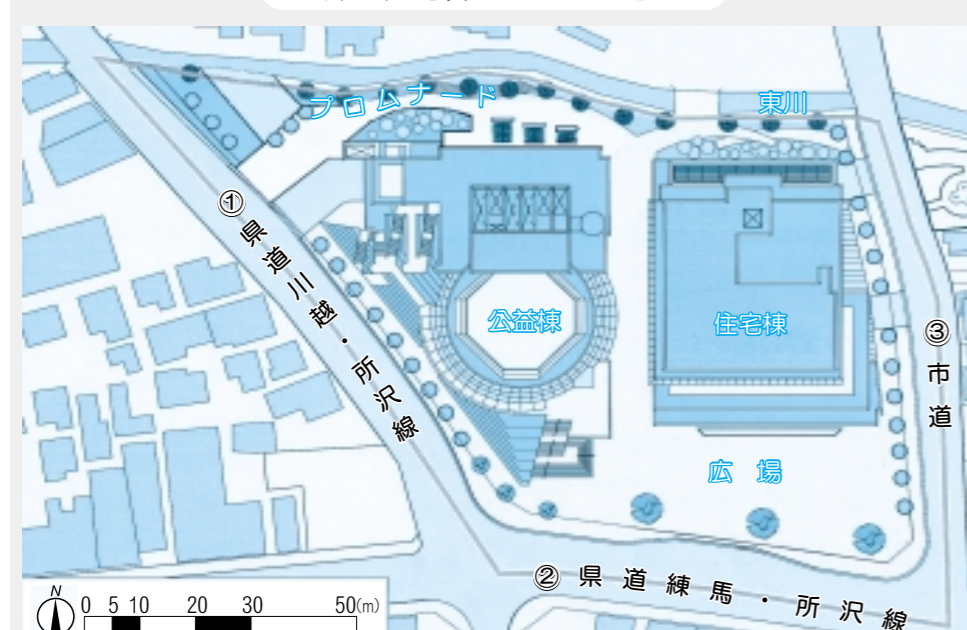 プロムナード
東川
①県道川越・所沢線
公益棟
住宅棟
③市道
広場
②県道練馬・所沢線
N
0 5 10 20 30 50(m)